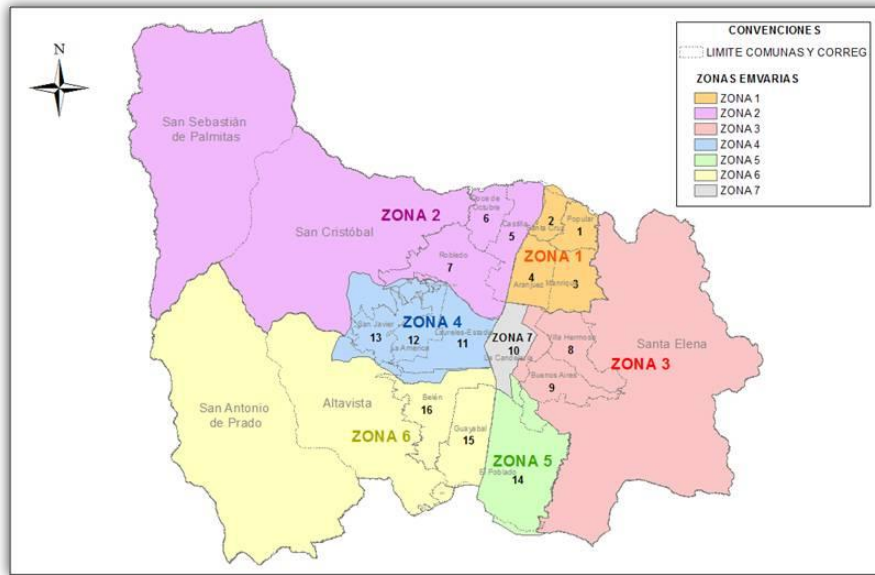 CONVENCIONES
LIMITE COMUNAS Y CORREG
ZONAS EMVARIAS
ZONA 1
ZONA 2
ZONA 3
ZONA 4
ZONA 5
ZONA 6
ZONA 7
N
San Sebastián
de Palmitas
San Cristóbal
ZONA 2
Doce de
Octubre
6
Castilla
5
Robledo
7
2
Santa Cruz
Popular
1
ZONA 1
4
Aranjuez
Manrique
3
San Javier
13
ZONA 4
12
La América
Laureles-Estadio
11
ZONA 7
10
La Candelaria
Villa Hermosa
8
Santa Elena
ZONA 3
Buenos Aires
9
San Antonio
de Prado
Altavista
ZONA 6
Belén
16
Guayabal
15
ZONA 5
El Poblado
14